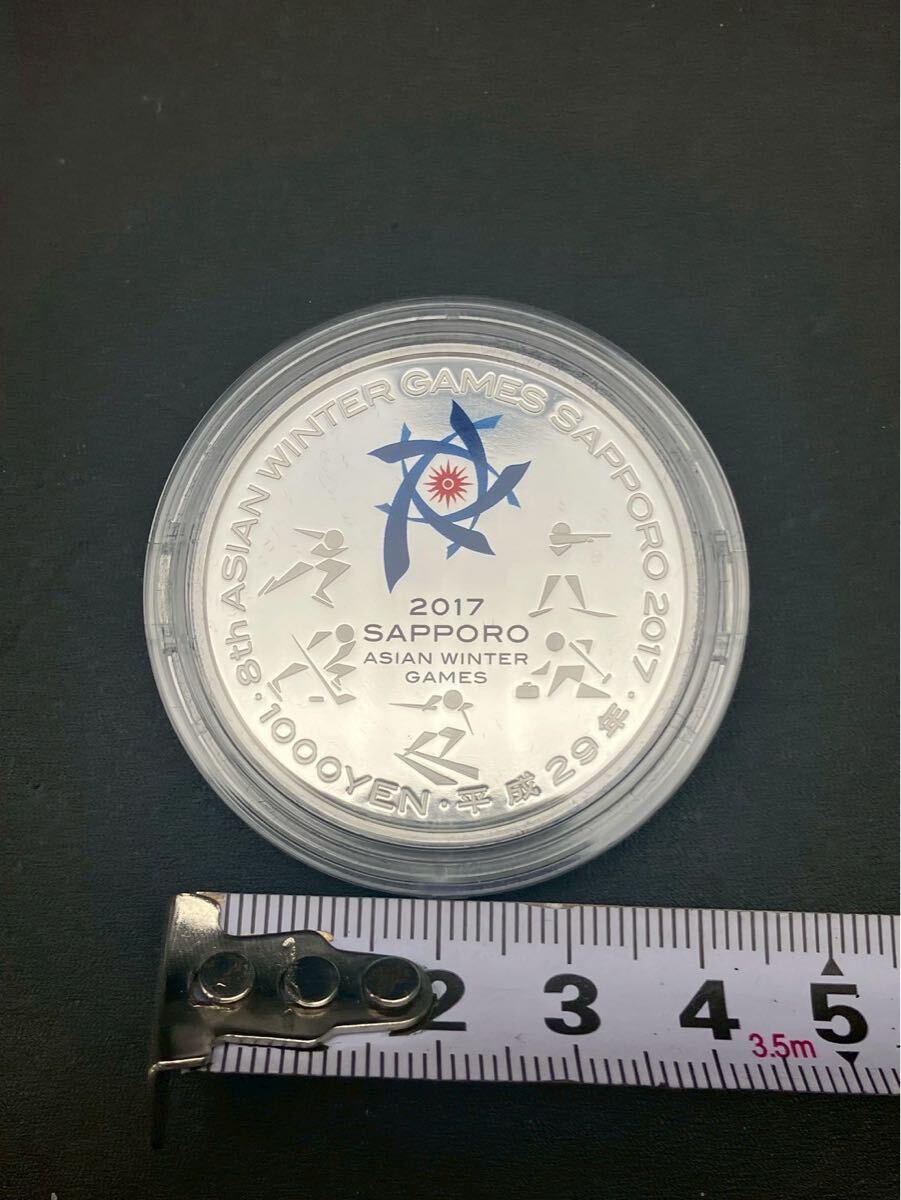 8th ASIAN WINTER GAMES SAPPORO 2017
2017
SAPPORO
ASIAN WINTER
GAMES
・1000YEN・平成29年・
2 3 4 5
3.5m